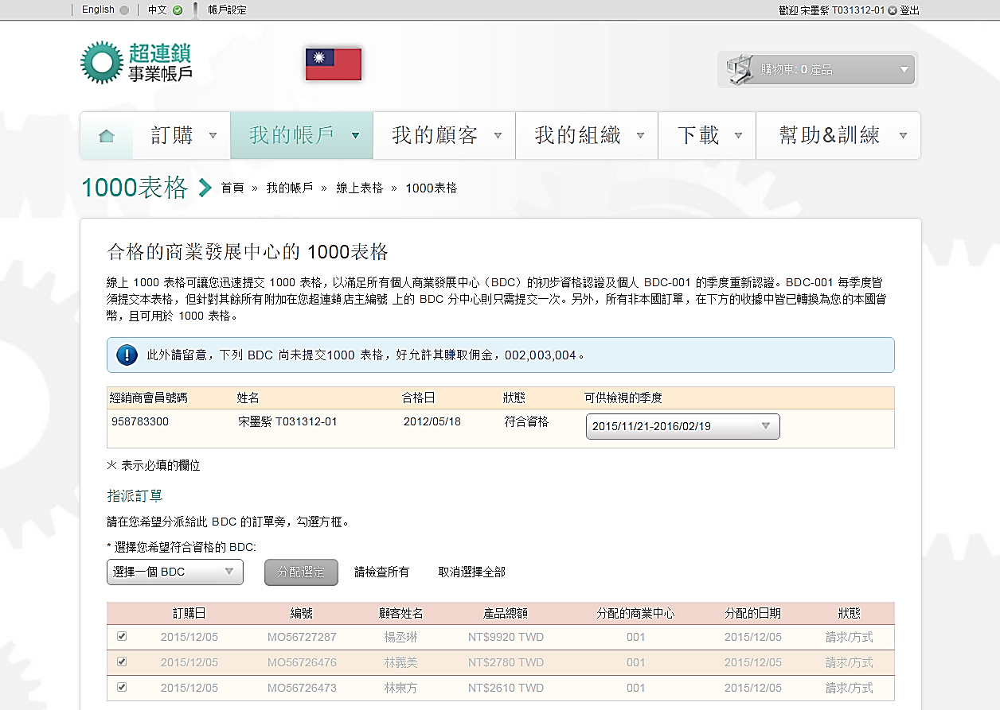 English 中文 帳戶設定 歡迎 宋墨紫 T031312-01 登出
超連鎖
事業帳戶
購物車: 0 產品
訂購 我的帳戶 我的顧客 我的組織 下載 幫助&訓練
1000表格 首頁 » 我的帳戶 » 線上表格 » 1000表格
合格的商業發展中心的 1000表格
線上 1000 表格可讓您迅速提交 1000 表格，以滿足所有個人商業發展中心（BDC）的初步資格認證及個人 BDC-001 的季度重新認證。BDC-001 每季度皆
須提交本表格，但針對其餘所有附加在您超連鎖店主編號 上的 BDC 分中心則只需提交一次。另外，所有非本國訂單，在下方的收據中皆已轉換為您的本國貨
幣，且可用於 1000 表格。
此外請留意，下列 BDC 尚未提交1000 表格，好允許其賺取佣金，002,003,004。
經銷商會員號碼 姓名 合格日 狀態 可供檢視的季度
958783300 宋墨紫 T031312-01 2012/05/18 符合資格 2015/11/21-2016/02/19
※ 表示必填的欄位
指派訂單
請在您希望分派給此 BDC 的訂單旁，勾選方框。
* 選擇您希望符合資格的 BDC:
選擇一個 BDC 分配選定 請檢查所有 取消選擇全部
訂購日 編號 顧客姓名 產品總額 分配的商業中心 分配的日期 狀態
2015/12/05 MO56727287 楊丞琳 NT$9920 TWD 001 2015/12/05 請求/方式
2015/12/05 MO56726476 林義美 NT$2780 TWD 001 2015/12/05 請求/方式
2015/12/05 MO56726473 林東方 NT$2610 TWD 001 2015/12/05 請求/方式